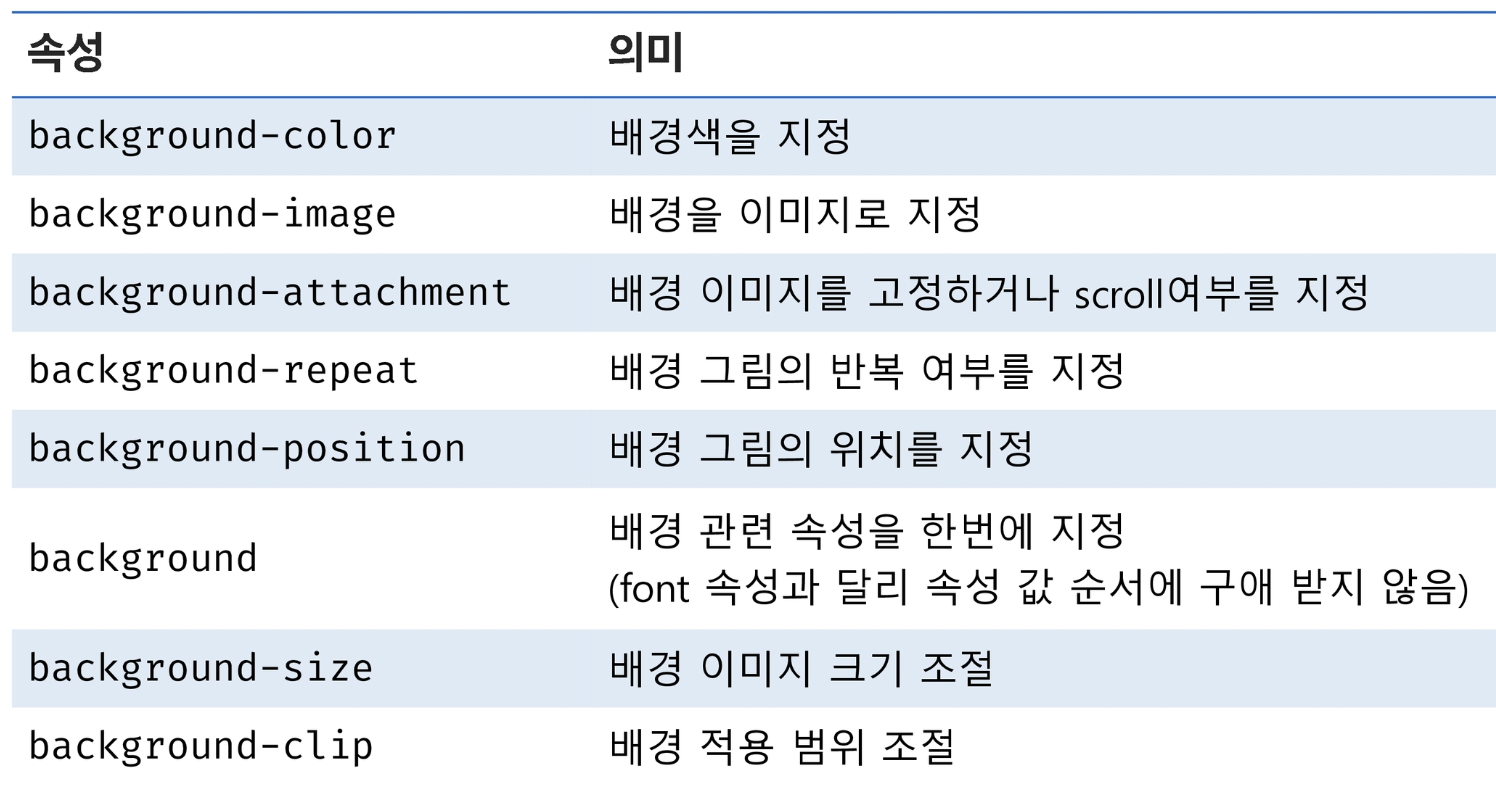 속성 의미
background-color 배경색을 지정
background-image 배경을 이미지로 지정
background-attachment 배경 이미지를 고정하거나 scroll여부를 지정
background-repeat 배경 그림의 반복 여부를 지정
background-position 배경 그림의 위치를 지정
background 배경 관련 속성을 한번에 지정
(font 속성과 달리 속성 값 순서에 구애 받지 않음)
background-size 배경 이미지 크기 조절
background-clip 배경 적용 범위 조절